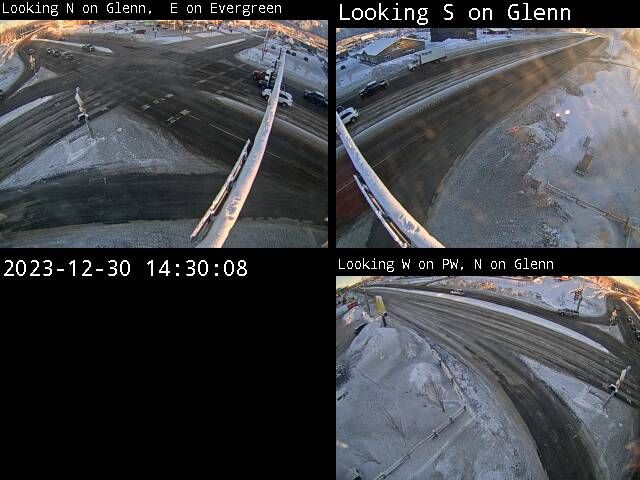 Looking N on Glenn,  E on Evergreen
Looking S on Glenn
2023-12-30 14:30:08
Looking W on PW, N on Glenn